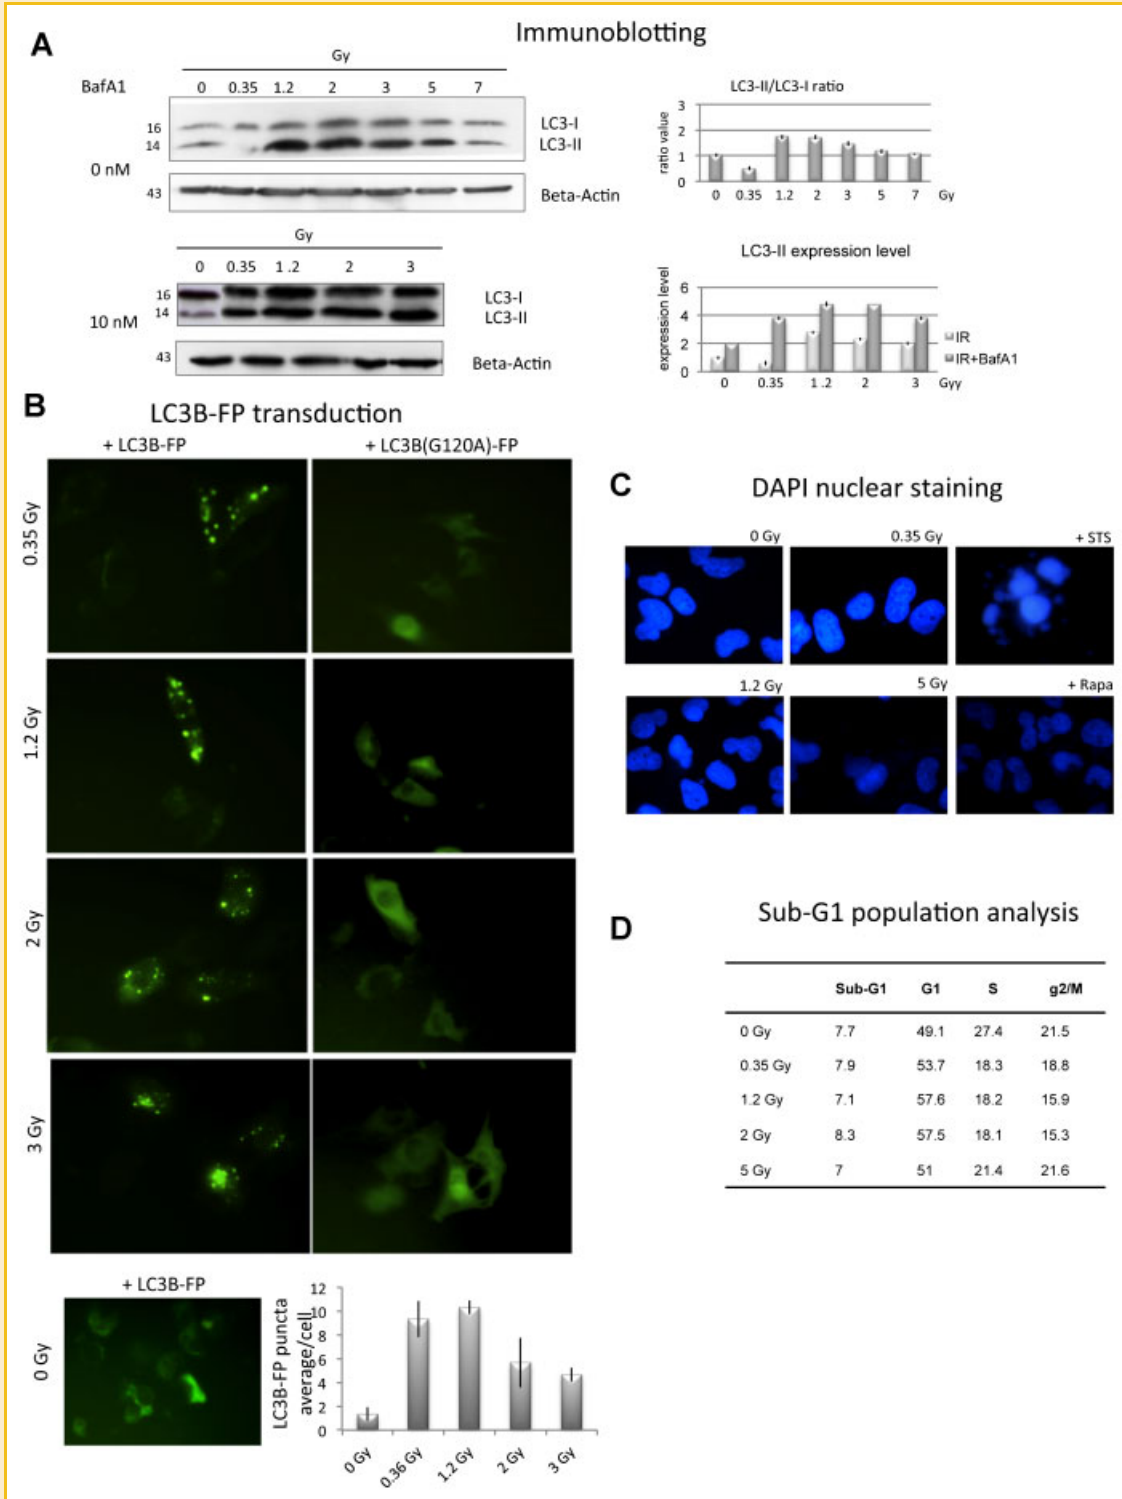 A
Immunoblotting
Gy
BafA1 0 0.35 1.2 2 3 5 7
16 LC3-I
14 LC3-II
0 nM
43 Beta-Actin
Gy
0 0.35 1 .2 2 3
16 LC3-I
14 LC3-II
10 nM
43 Beta-Actin
LC3-II/LC3-I ratio
ratio value
3
2
1
0
0 0.35 1.2 2 3 5 7 Gy
LC3-II expression level
expression level
6
4
2
0
IR
IR+BafA1
0 0.35 1 .2 2 3 Gyy
B
LC3B-FP transduction
+ LC3B-FP + LC3B(G120A)-FP
0.35 Gy
1.2 Gy
2 Gy
3 Gy
+ LC3B-FP
0 Gy
LC3B-FP puncta
average/cell
12
10
8
6
4
2
0
0 Gy 0.36 Gy 1.2 Gy 2 Gy 3 Gy
C
DAPI nuclear staining
0 Gy 0.35 Gy + STS
1.2 Gy 5 Gy + Rapa
D
Sub-G1 population analysis
Sub-G1 G1 S g2/M
0 Gy 7.7 49.1 27.4 21.5
0.35 Gy 7.9 53.7 18.3 18.8
1.2 Gy 7.1 57.6 18.2 15.9
2 Gy 8.3 57.5 18.1 15.3
5 Gy 7 51 21.4 21.6